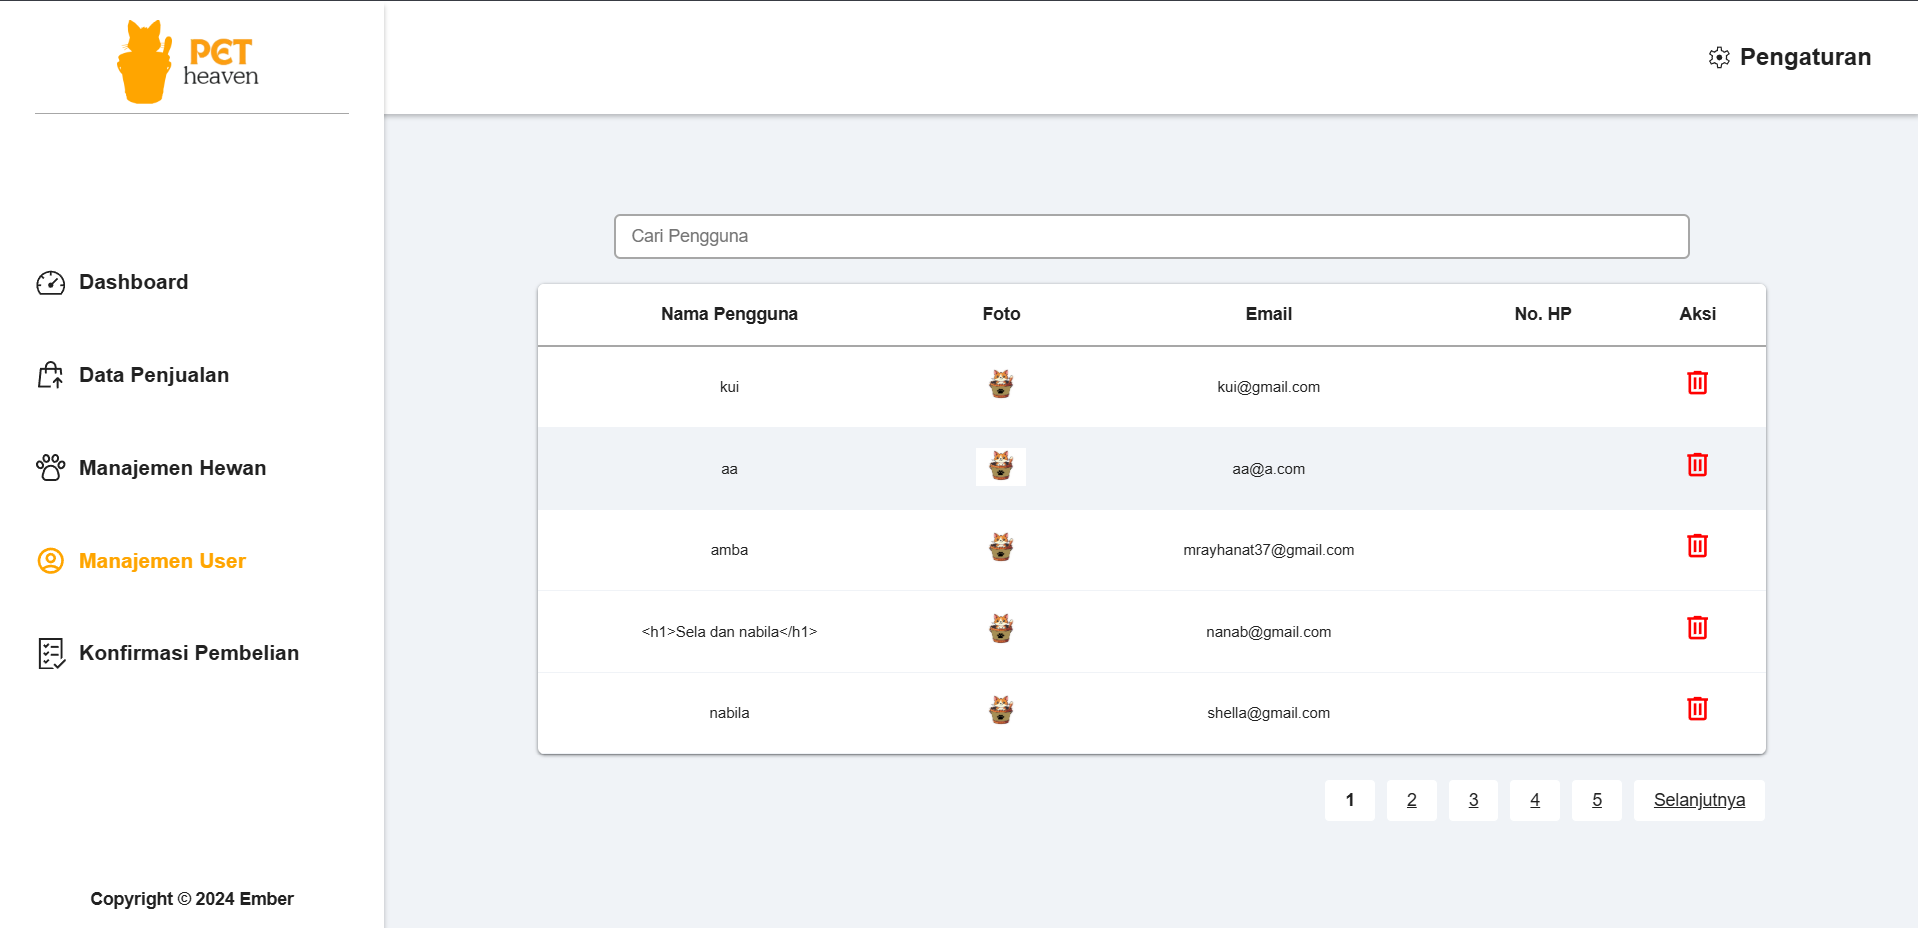 PET
heaven
Pengaturan
Dashboard
Data Penjualan
Manajemen Hewan
Manajemen User
Konfirmasi Pembelian
Copyright © 2024 Ember
Cari Pengguna
Nama Pengguna Foto Email No. HP Aksi
kui kui@gmail.com
aa aa@a.com
amba mrayhanat37@gmail.com
<h1>Sela dan nabila</h1> nanab@gmail.com
nabila shella@gmail.com
1 2 3 4 5 Selanjutnya